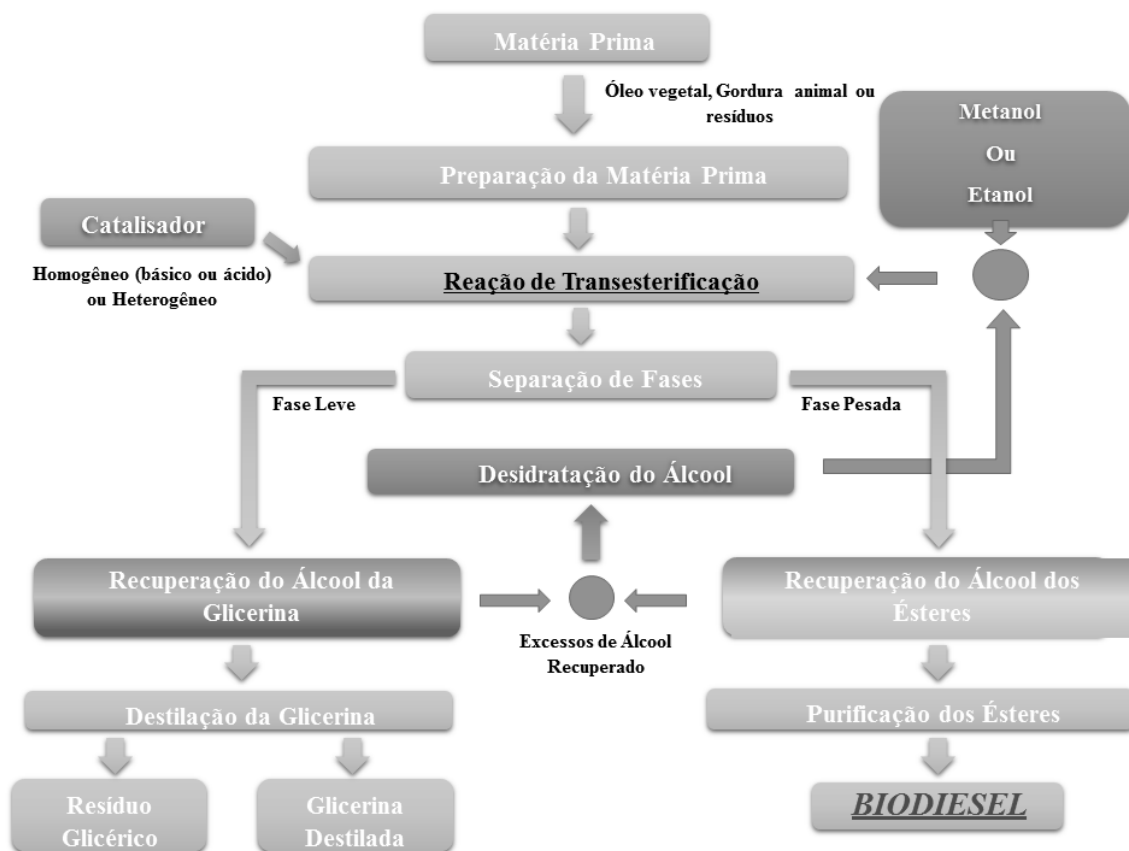 Matéria Prima
Óleo vegetal, Gordura animal ou
resíduos
Metanol
Ou
Etanol
Preparação da Matéria Prima
Catalisador
Homogêneo (básico ou ácido)
ou Heterogêneo
Reação de Transesterificação
Separação de Fases
Fase Leve
Fase Pesada
Desidratação do Álcool
Recuperação do Álcool da
Glicerina
Excessos de Álcool
Recuperado
Recuperação do Álcool dos
Ésteres
Destilação da Glicerina
Purificação dos Ésteres
Resíduo
Glicérico
Glicerina
Destilada
BIODIESEL